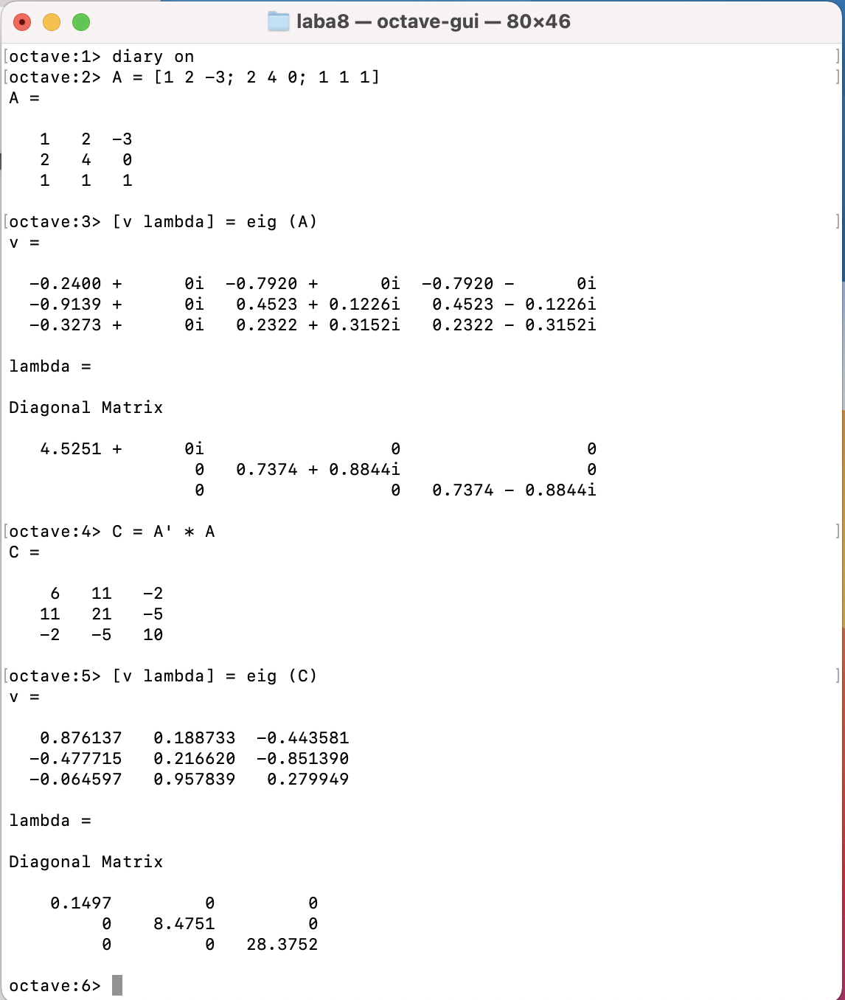 laba8 — octave-gui — 80×46
[octave:1> diary on ]
[octave:2> A = [1 2 -3; 2 4 0; 1 1 1] ]
A =
1 2 -3
2 4 0
1 1 1
[octave:3> [v lambda] = eig (A) ]
v =
-0.2400 + 0i -0.7920 + 0i -0.7920 - 0i
-0.9139 + 0i 0.4523 + 0.1226i 0.4523 - 0.1226i
-0.3273 + 0i 0.2322 + 0.3152i 0.2322 - 0.3152i
lambda =
Diagonal Matrix
4.5251 + 0i 0 0
0 0.7374 + 0.8844i 0
0 0 0.7374 - 0.8844i
[octave:4> C = A' * A ]
C =
6 11 -2
11 21 -5
-2 -5 10
[octave:5> [v lambda] = eig (C) ]
v =
0.876137 0.188733 -0.443581
-0.477715 0.216620 -0.851390
-0.064597 0.957839 0.279949
lambda =
Diagonal Matrix
0.1497 0 0
0 8.4751 0
0 0 28.3752
octave:6>